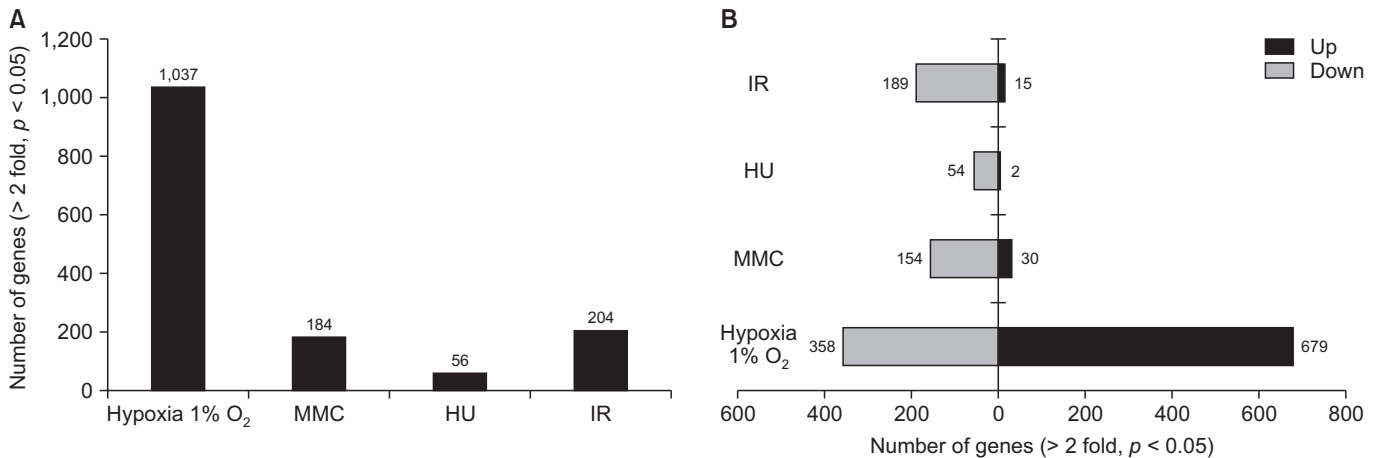 A
Number of genes (> 2 fold, p < 0.05)
1,200
1,000
800
600
400
200
0
1,037
184
56
204
Hypoxia 1% O₂
MMC
HU
IR
B
Up
Down
IR
189
15
HU
54
2
MMC
154
30
Hypoxia
1% O₂
358
679
600
400
200
0
200
400
600
800
Number of genes (> 2 fold, p < 0.05)